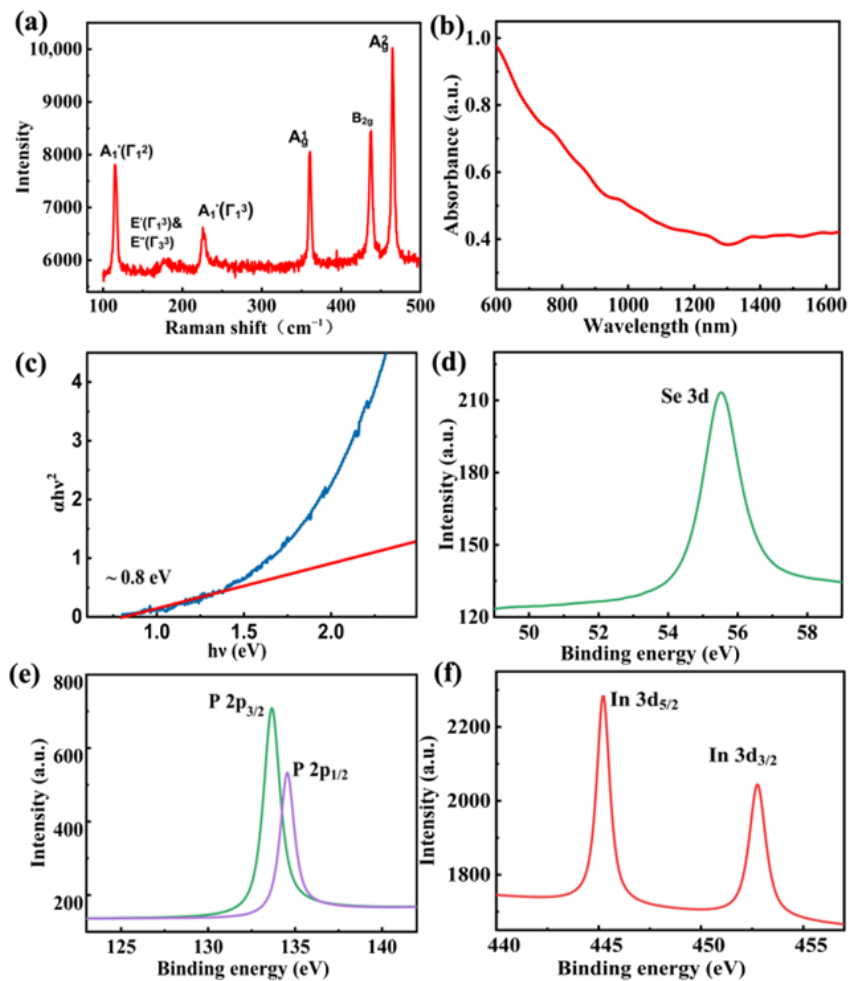 (a)
10,000
8000
6000
Intensity
A₁'(Γ₁²)
E'(Γ₁³)&
E''(Γ₃³)
A₁'(Γ₁³)
A¹g
B₂g
A²g
100 200 300 400 500
Raman shift（cm⁻¹）
(b)
1.0
0.8
0.6
0.4
Absorbance (a.u.)
600 800 1000 1200 1400 1600
Wavelength (nm)
(c)
4
3
2
1
0
αhν²
~ 0.8 eV
1.0 1.5 2.0
hν (eV)
(d)
210
180
150
120
Intensity (a.u.)
Se 3d
50 52 54 56 58
Binding energy (eV)
(e)
800
600
400
200
Intensity (a.u.)
P 2p₃/₂
P 2p₁/₂
125 130 135 140
Binding energy (eV)
(f)
2200
2000
1800
Intensity (a.u.)
In 3d₅/₂
In 3d₃/₂
440 445 450 455
Binding energy (eV)